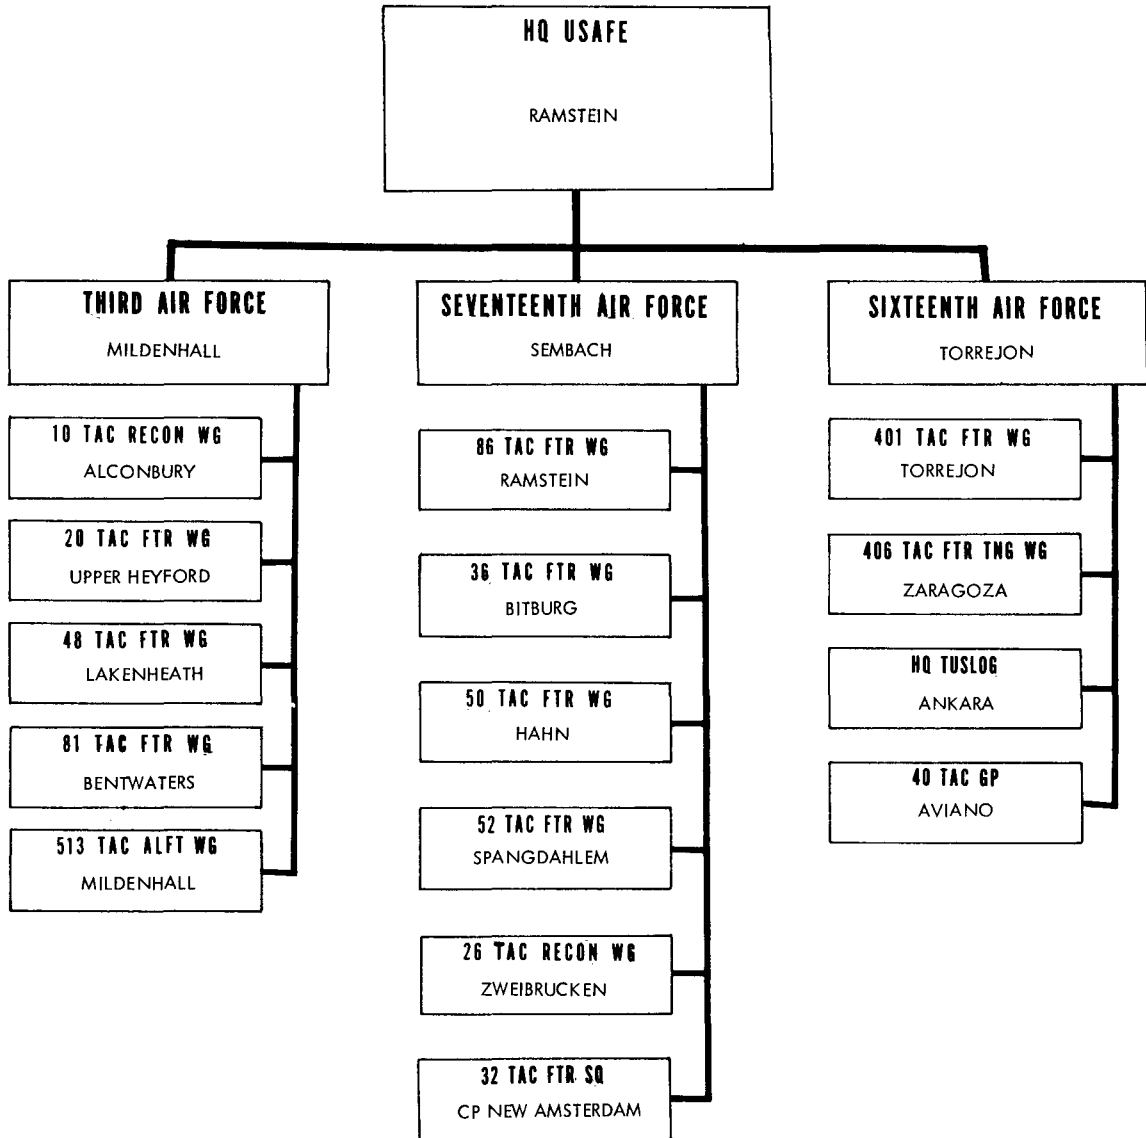 HQ USAFE
RAMSTEIN
THIRD AIR FORCE
MILDENHALL
10 TAC RECON WG
ALCONBURY
20 TAC FTR WG
UPPER HEYFORD
48 TAC FTR WG
LAKENHEATH
81 TAC FTR WG
BENTWATERS
513 TAC ALFT WG
MILDENHALL
SEVENTEENTH AIR FORCE
SEMBACH
86 TAC FTR WG
RAMSTEIN
36 TAC FTR WG
BITBURG
50 TAC FTR WG
HAHN
52 TAC FTR WG
SPANGDAHLEM
26 TAC RECON WG
ZWEIBRUCKEN
32 TAC FTR SQ
CP NEW AMSTERDAM
SIXTEENTH AIR FORCE
TORREJON
401 TAC FTR WG
TORREJON
406 TAC FTR TNG WG
ZARAGOZA
HQ TUSLOG
ANKARA
40 TAC GP
AVIANO